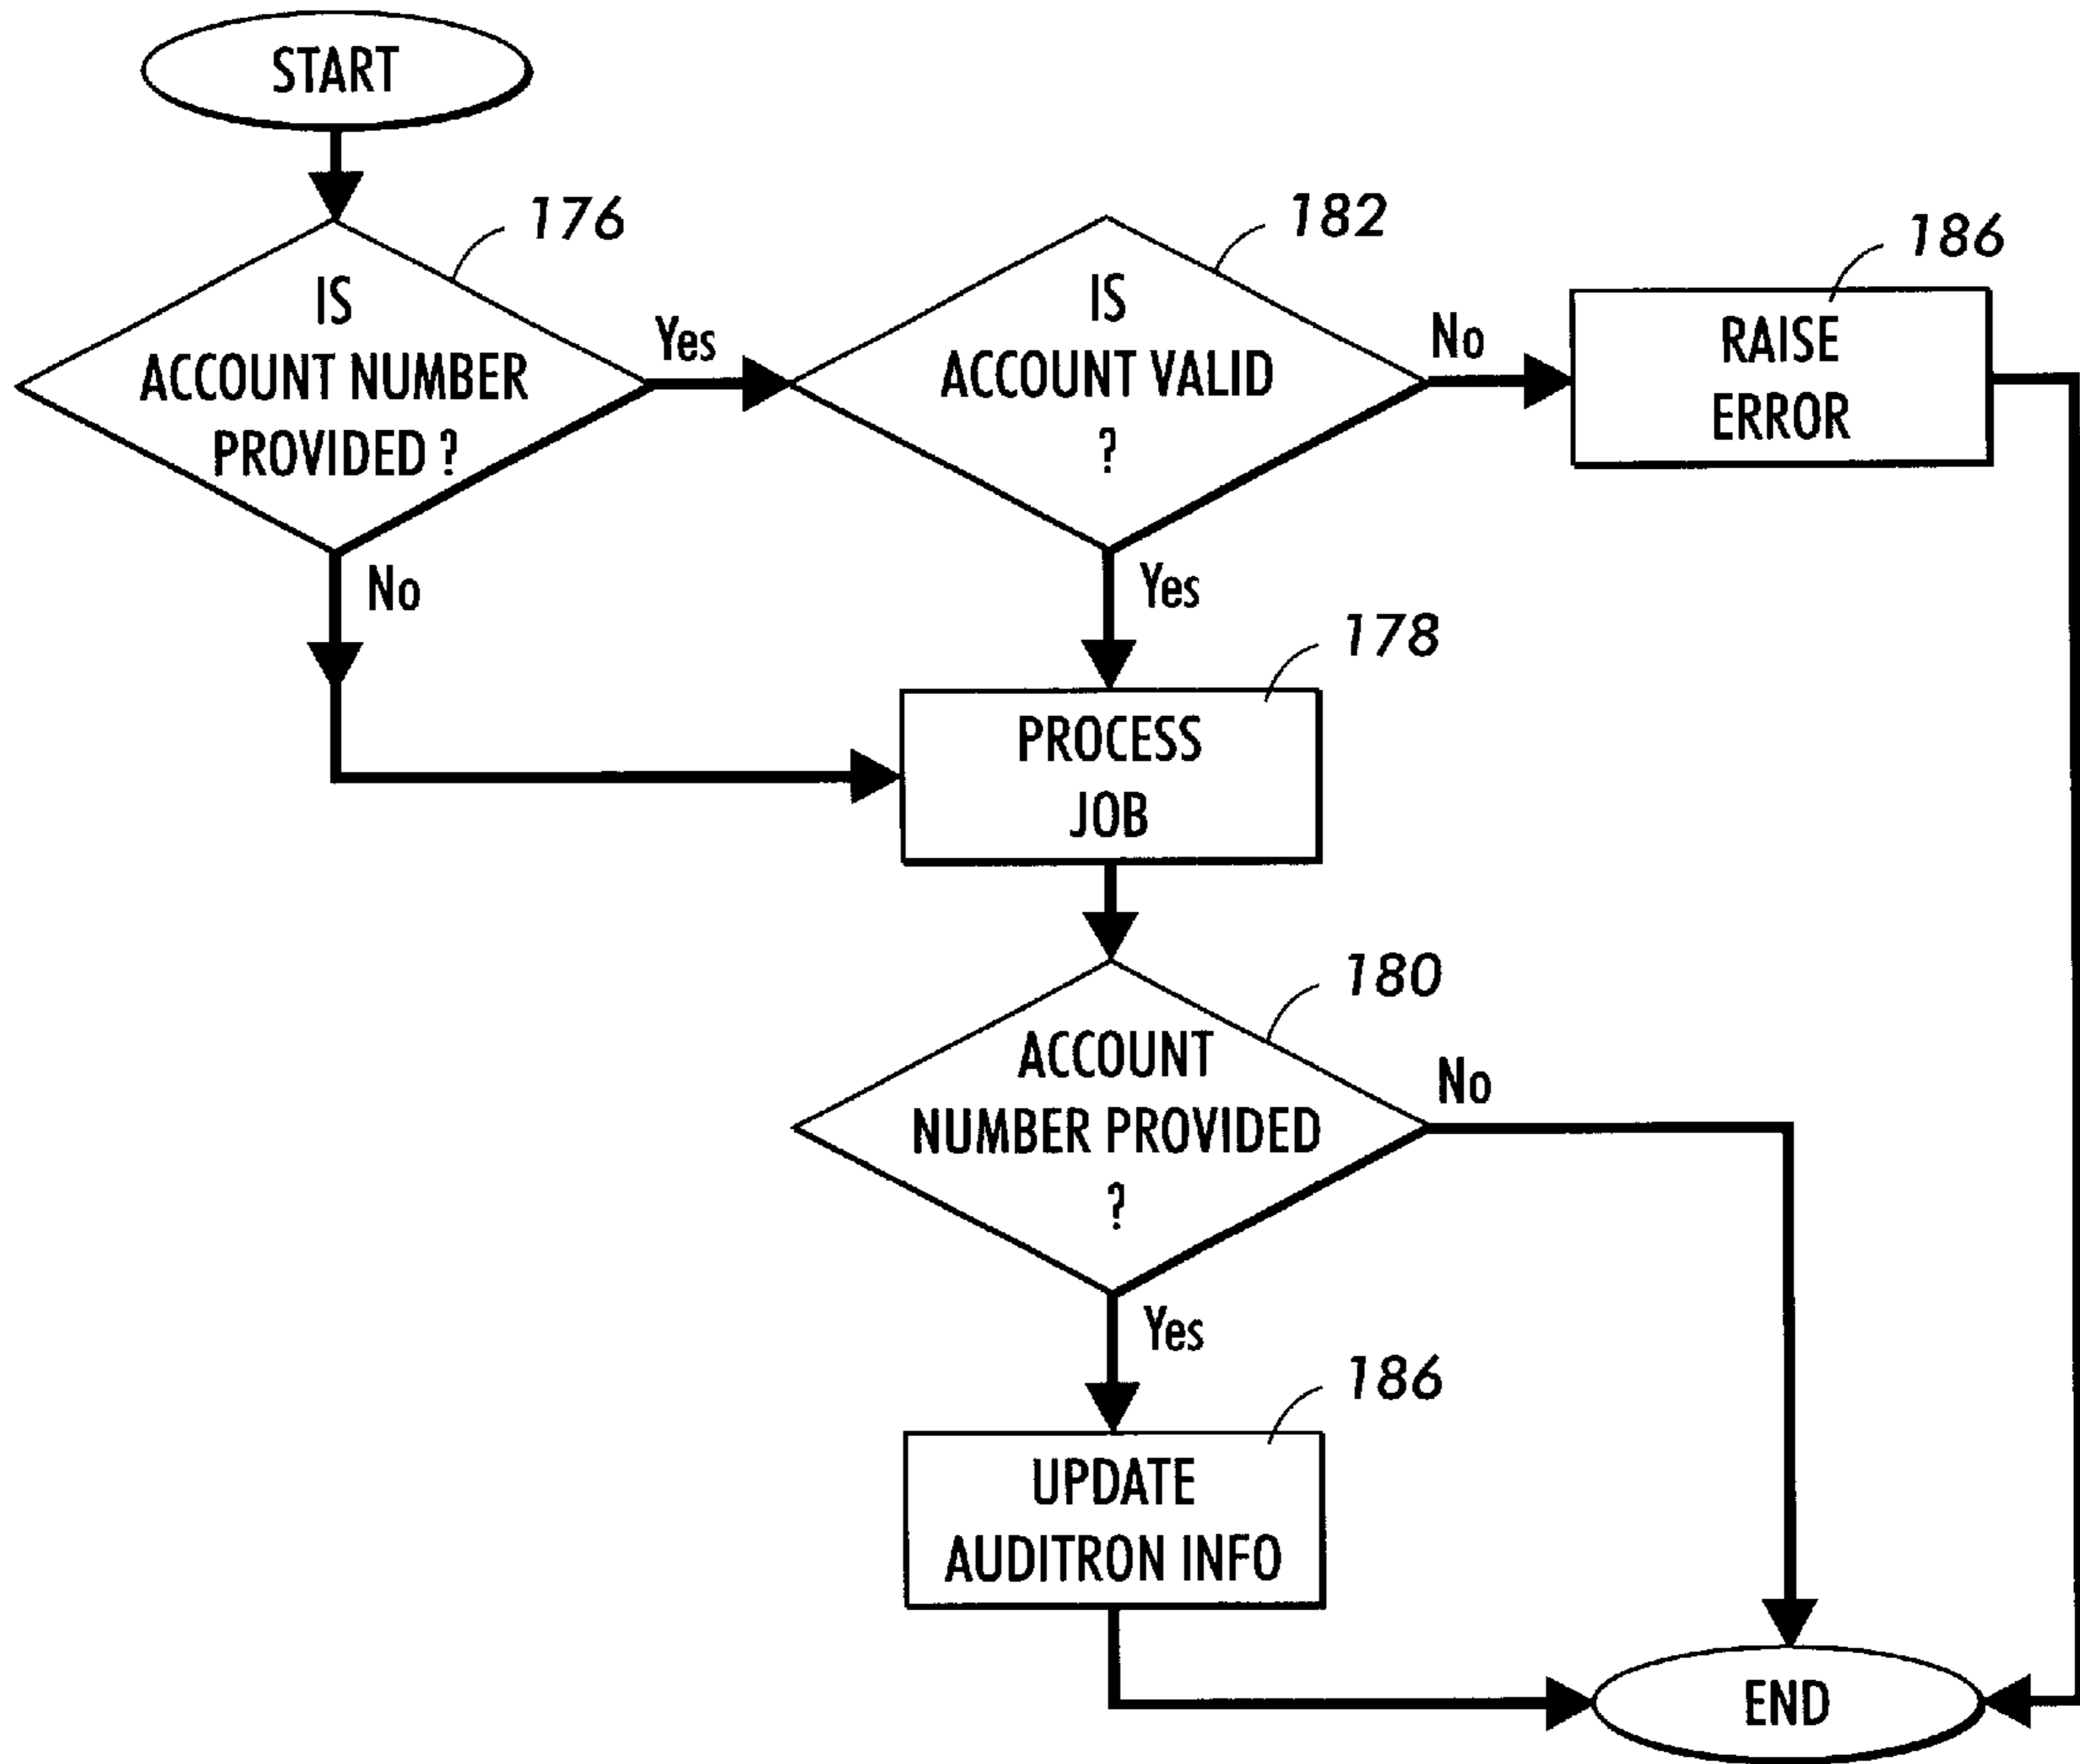 START
176
IS
ACCOUNT NUMBER
PROVIDED ?
Yes
No
182
IS
ACCOUNT VALID
?
No
Yes
186
RAISE
ERROR
178
PROCESS
JOB
180
ACCOUNT
NUMBER PROVIDED
?
No
Yes
186
UPDATE
AUDITRON INFO
END